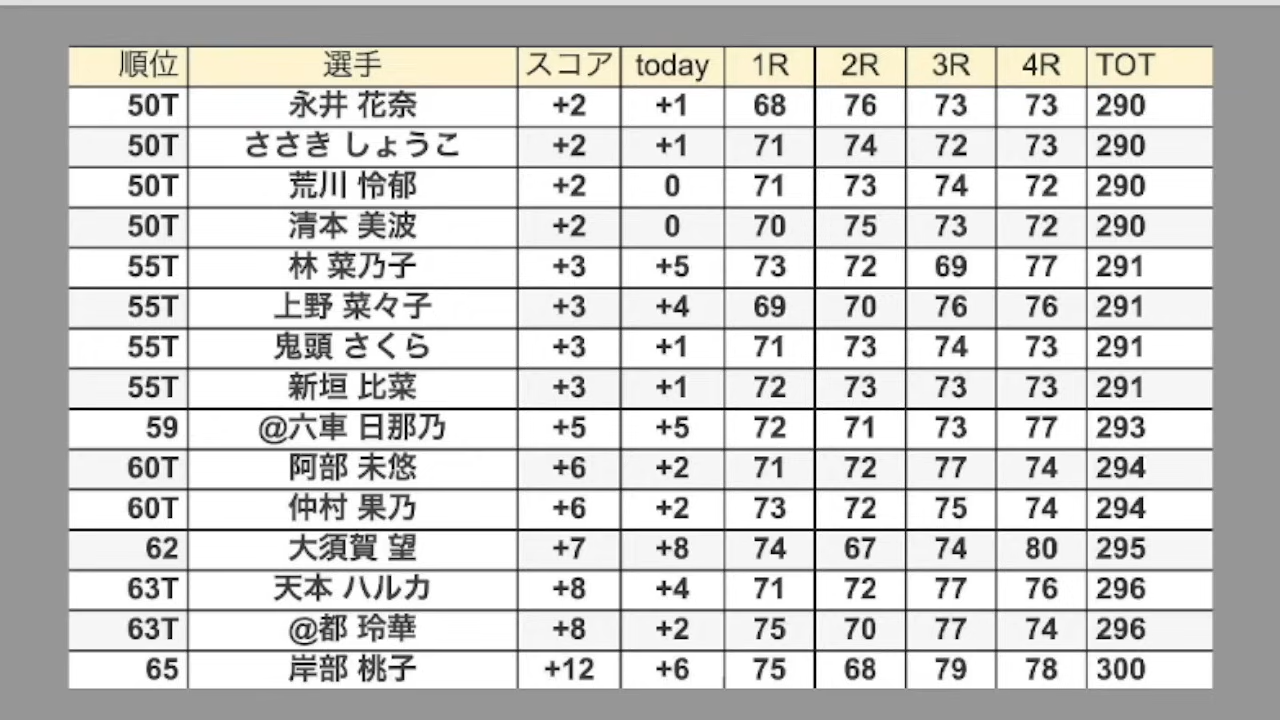 順位 選手 スコア today 1R 2R 3R 4R TOT
50T 永井 花奈 +2 +1 68 76 73 73 290
50T ささき しょうこ +2 +1 71 74 72 73 290
50T 荒川 怜郁 +2 0 71 73 74 72 290
50T 清本 美波 +2 0 70 75 73 72 290
55T 林 菜乃子 +3 +5 73 72 69 77 291
55T 上野 菜々子 +3 +4 69 70 76 76 291
55T 鬼頭 さくら +3 +1 71 73 74 73 291
55T 新垣 比菜 +3 +1 72 73 73 73 291
59 @六車 日那乃 +5 +5 72 71 73 77 293
60T 阿部 未悠 +6 +2 71 72 77 74 294
60T 仲村 果乃 +6 +2 73 72 75 74 294
62 大須賀 望 +7 +8 74 67 74 80 295
63T 天本 ハルカ +8 +4 71 72 77 76 296
63T @都 玲華 +8 +2 75 70 77 74 296
65 岸部 桃子 +12 +6 75 68 79 78 300